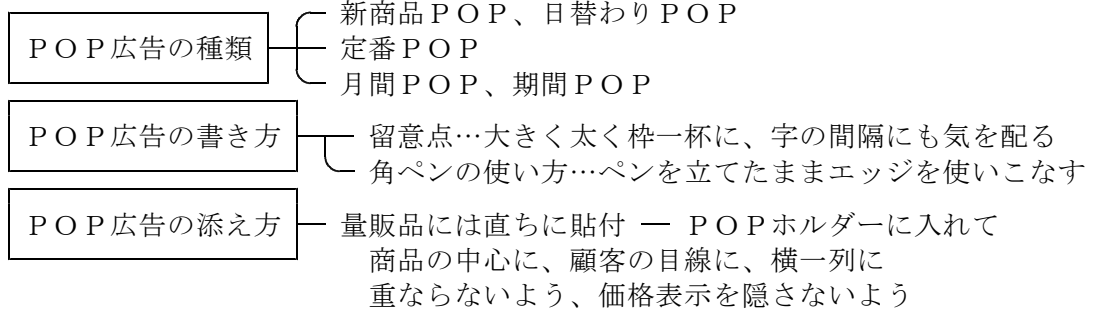 新商品ＰＯＰ、日替わりＰＯＰ
ＰＯＰ広告の種類 定番ＰＯＰ
月間ＰＯＰ、期間ＰＯＰ
ＰＯＰ広告の書き方 留意点…大きく太く枠一杯に、字の間隔にも気を配る
角ペンの使い方…ペンを立てたままエッジを使いこなす
ＰＯＰ広告の添え方 量販品には直ちに貼付 ― ＰＯＰホルダーに入れて
商品の中心に、顧客の目線に、横一列に
重ならないよう、価格表示を隠さないよう